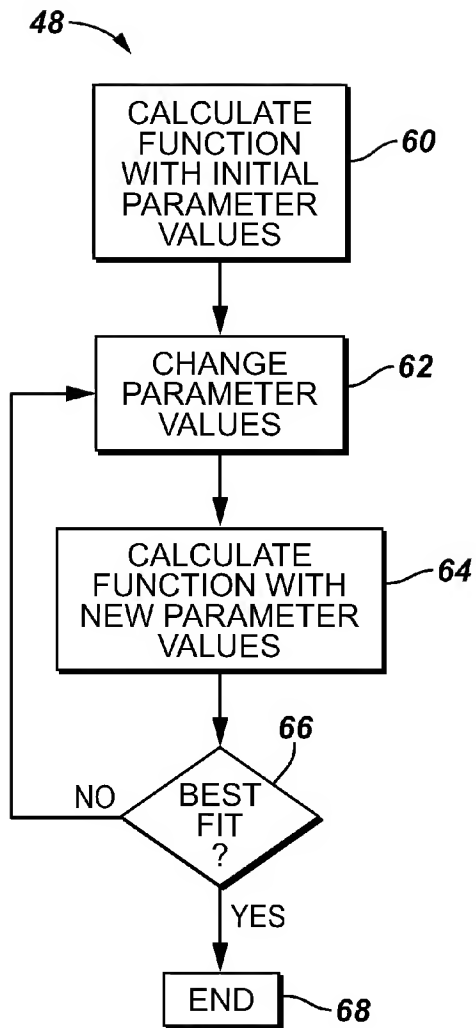 48
CALCULATE
FUNCTION
WITH INITIAL
PARAMETER
VALUES
60
CHANGE
PARAMETER
VALUES
62
CALCULATE
FUNCTION WITH
NEW PARAMETER
VALUES
64
66
BEST
FIT
?
NO
YES
END
68